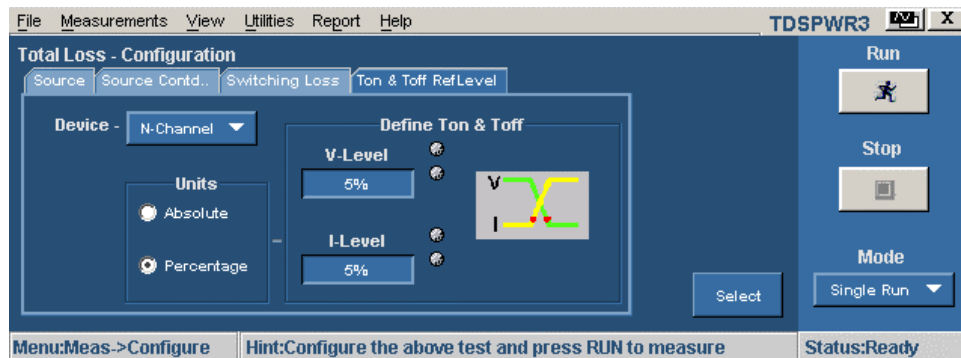 File Measurements View Utilities Report Help TDSPWR3 X
Total Loss - Configuration
Source Source Contd.. Switching Loss Ton & Toff RefLevel
Device - N-Channel
Define Ton & Toff
V-Level
5%
Units
Absolute
Percentage
I-Level
5%
V
I
Select
Run
Stop
Mode
Single Run
Menu:Meas->Configure Hint:Configure the above test and press RUN to measure Status:Ready